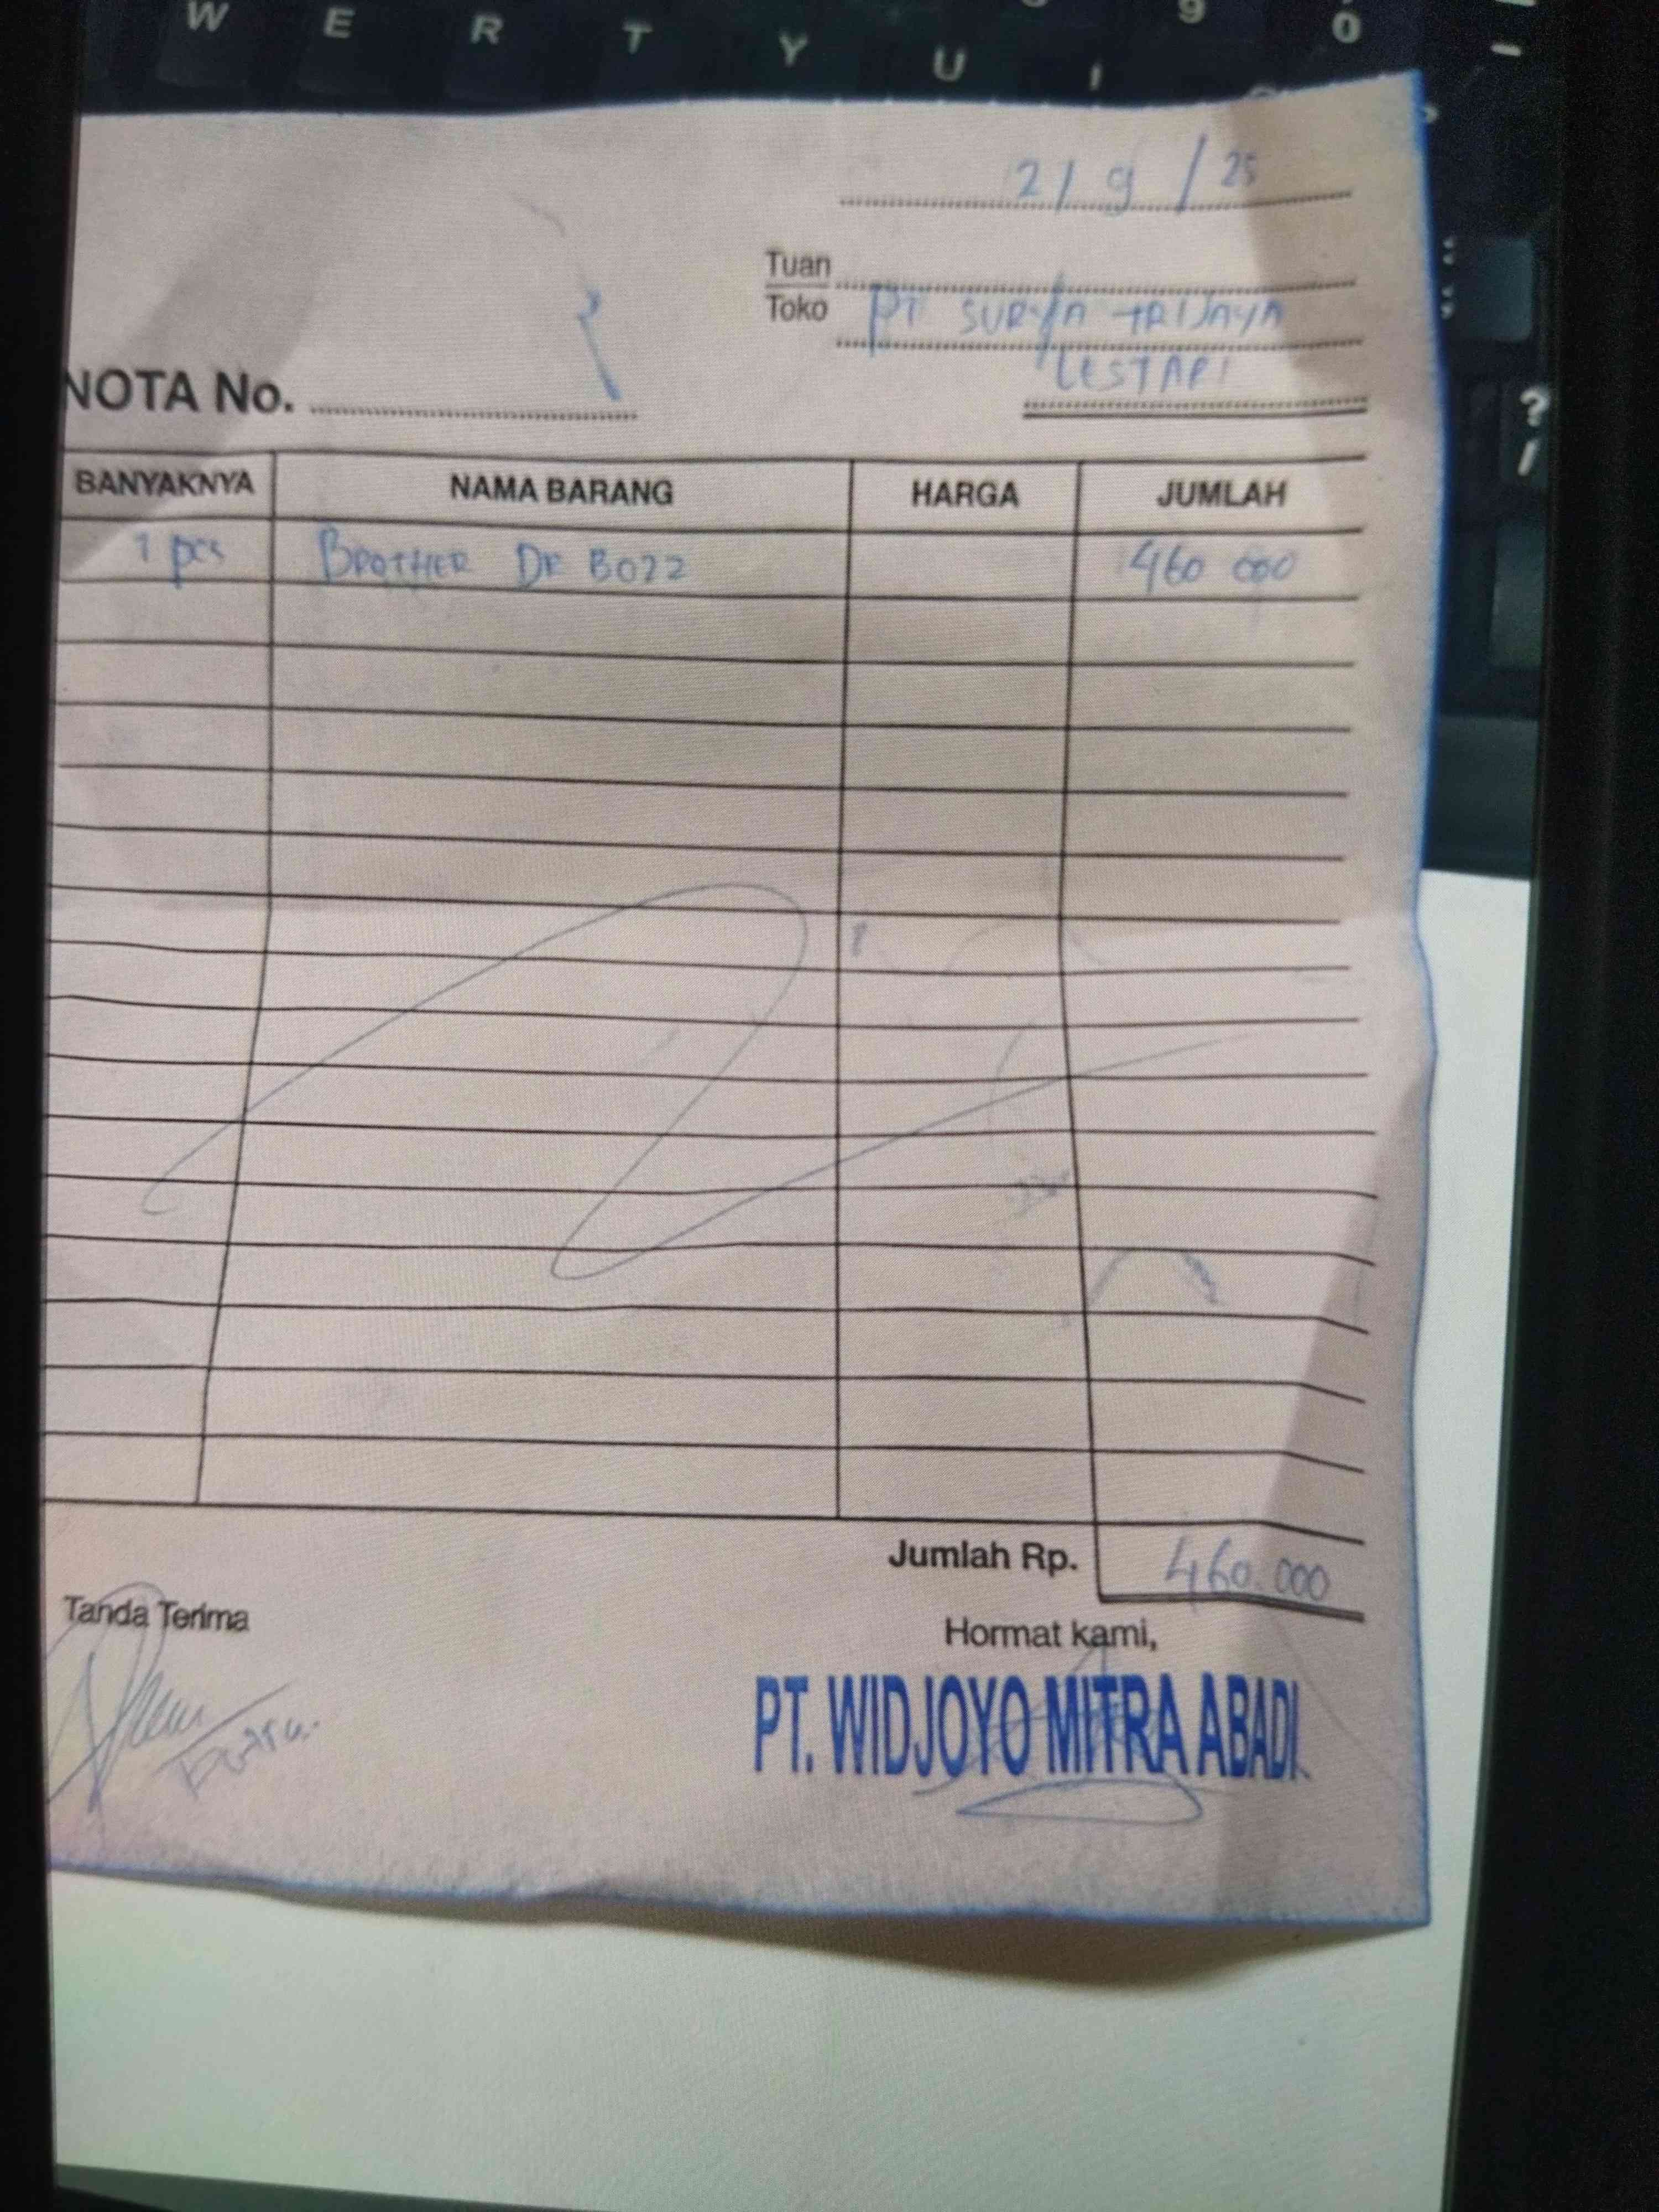 W E R T Y U I 9 0 -
2/ 9 / 25
Tuan
Toko PT SURYA TRIJAYA
LESTARI
NOTA No.
BANYAKNYA NAMA BARANG HARGA JUMLAH
1 pcs BROTHER DR B022 460 000
Jumlah Rp. 460.000
Tanda Terima Hormat kami,
PT. WIDJOYO MITRA ABADI
? /